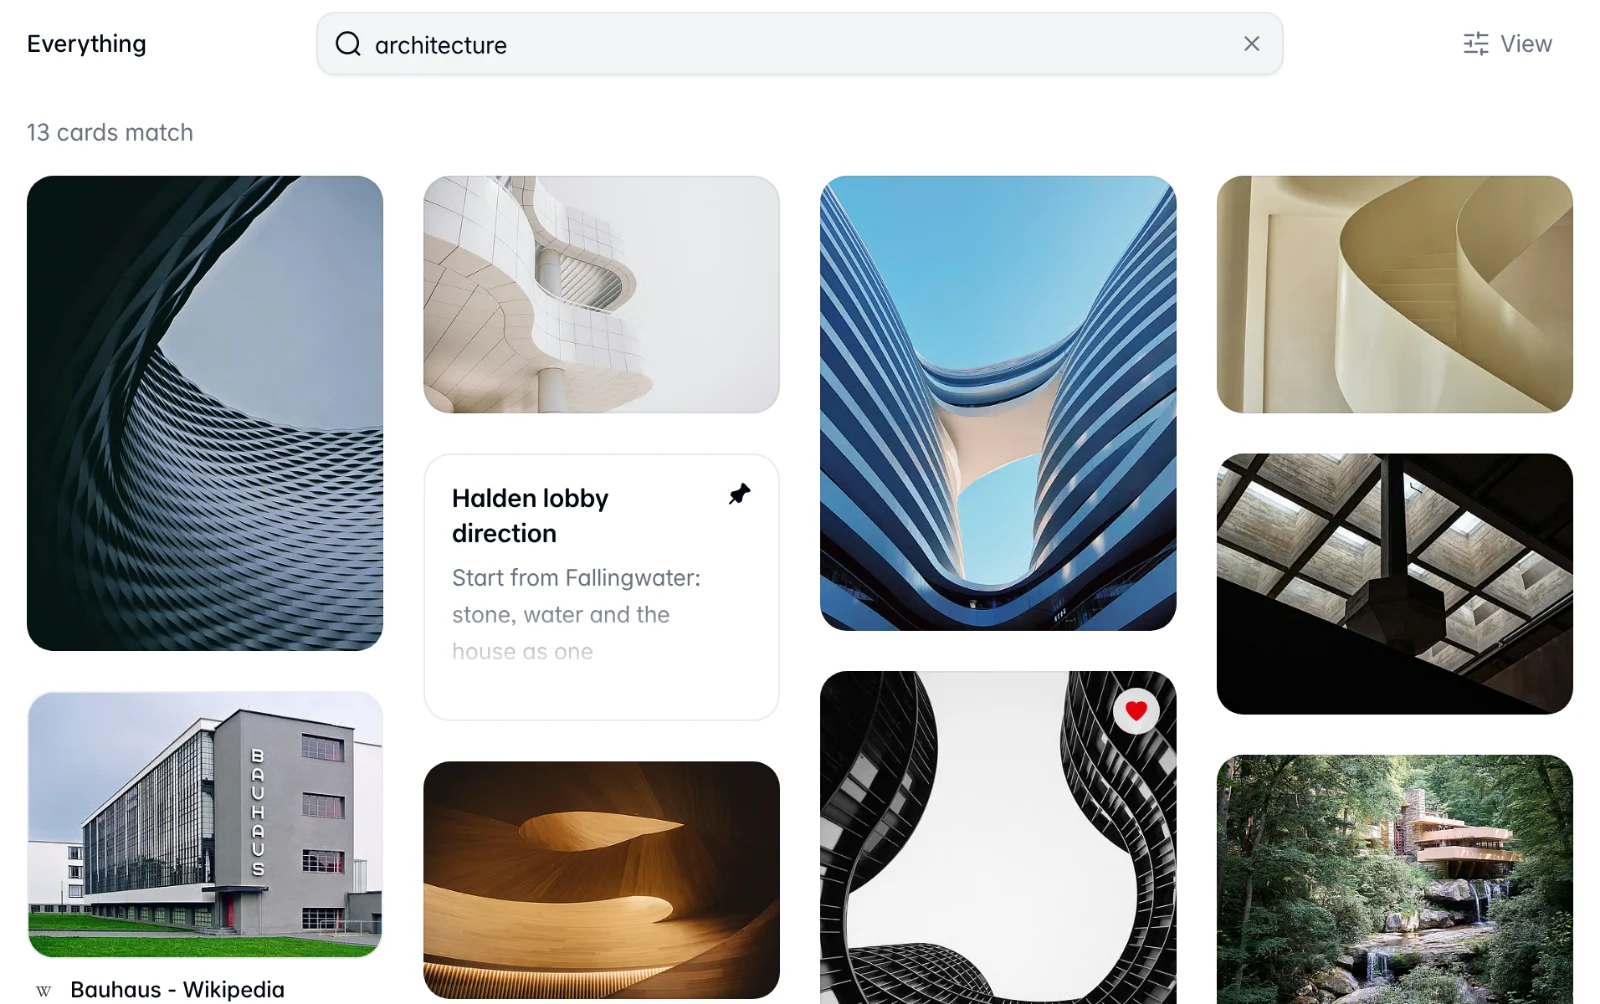 Everything
architecture
View
13 cards match
Halden lobby
direction
Start from Fallingwater:
stone, water and the
house as one
BAUHAUS
W Bauhaus - Wikipedia